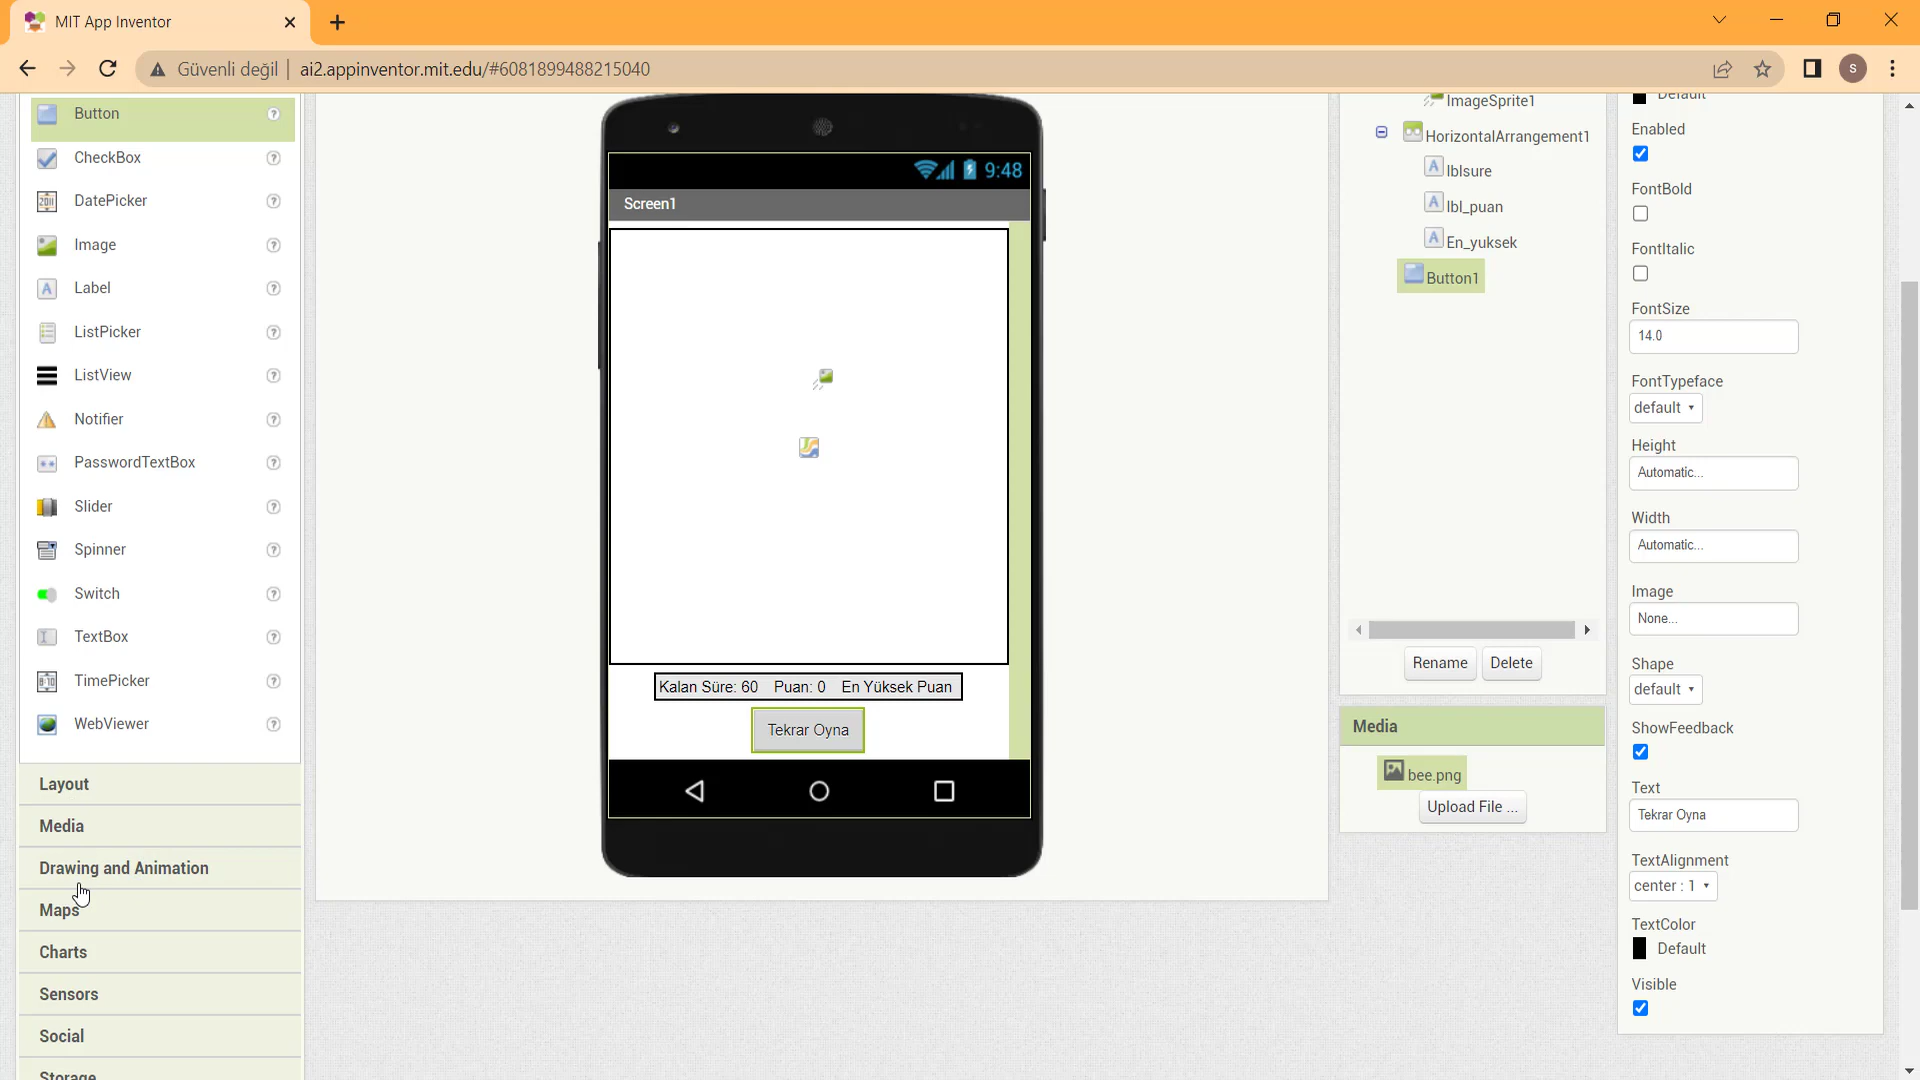 MIT App Inventor
Güvenli değil
ai2.appinventor.mit.edu/#6081899488215040
S
Button
CheckBox
DatePicker
Image
Label
ListPicker
ListView
Notifier
PasswordTextBox
Slider
Spinner
Switch
TextBox
TimePicker
WebViewer
Layout
Media
Drawing and Animation
Maps
Charts
Sensors
Social
Storage
9:48
Screen1
Kalan Süre: 60 Puan: 0 En Yüksek Puan
Tekrar Oyna
ImageSprite1
HorizontalArrangement1
lblsure
lbl_puan
En_yuksek
Button1
Rename
Delete
Media
bee.png
Upload File ...
Default
Enabled
FontBold
FontItalic
FontSize
14.0
FontTypeface
default
Height
Automatic...
Width
Automatic...
Image
None...
Shape
default
ShowFeedback
Text
Tekrar Oyna
TextAlignment
center : 1
TextColor
Default
Visible